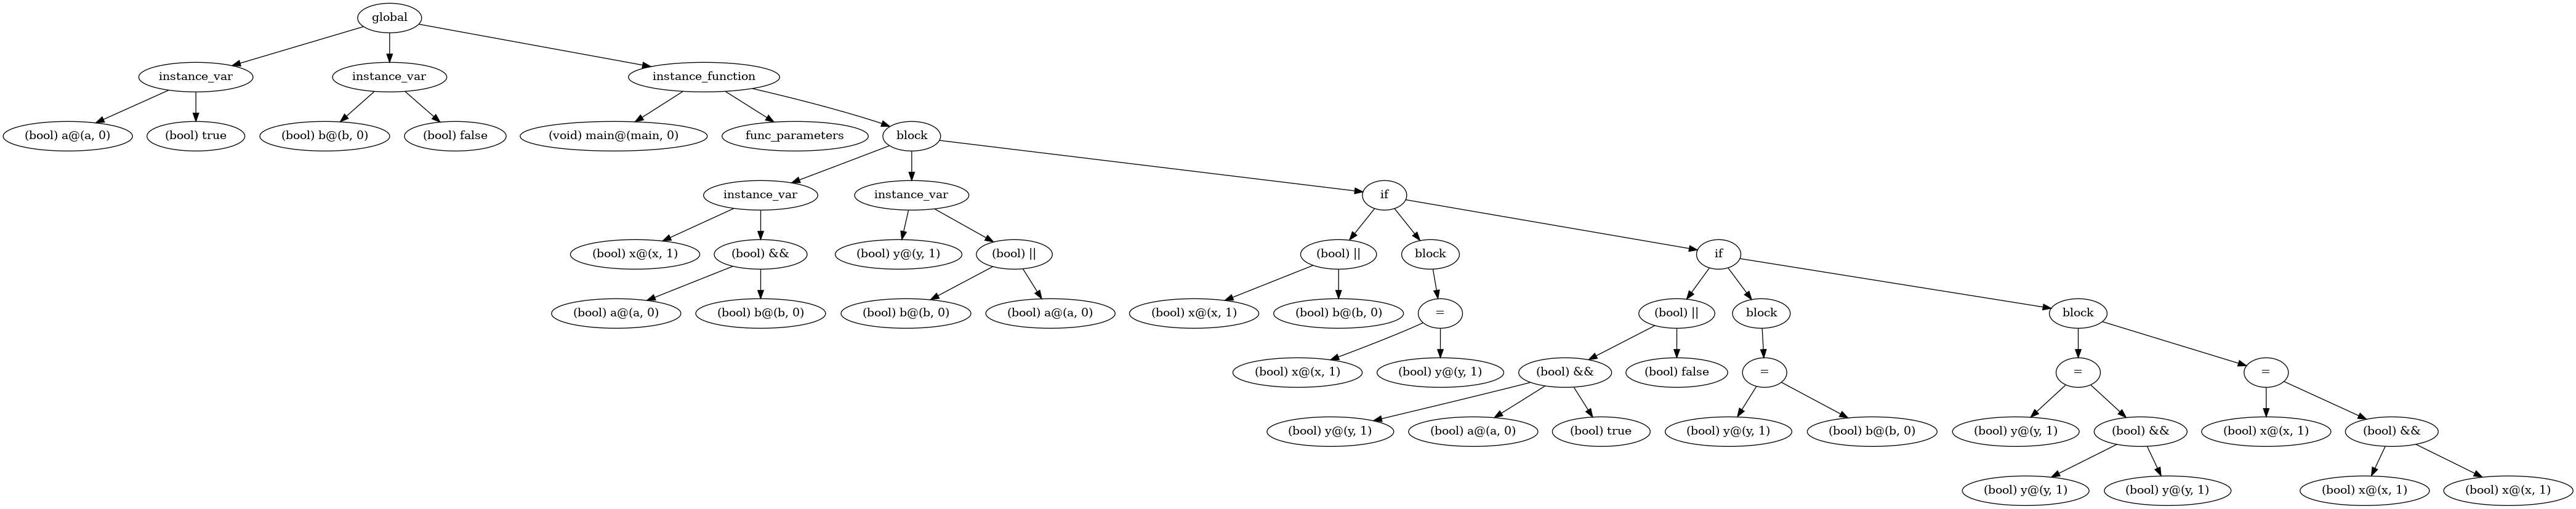 global
instance_var instance_var instance_function
(bool) a@(a, 0) (bool) true (bool) b@(b, 0) (bool) false (void) main@(main, 0) func_parameters block
instance_var instance_var if
(bool) x@(x, 1) (bool) && (bool) y@(y, 1) (bool) || (bool) || block if
(bool) a@(a, 0) (bool) b@(b, 0) (bool) b@(b, 0) (bool) a@(a, 0) (bool) x@(x, 1) (bool) b@(b, 0) = (bool) || block block
(bool) x@(x, 1) (bool) y@(y, 1) (bool) && (bool) false = = =
(bool) y@(y, 1) (bool) a@(a, 0) (bool) true (bool) y@(y, 1) (bool) b@(b, 0) (bool) y@(y, 1) (bool) && (bool) x@(x, 1) (bool) &&
(bool) y@(y, 1) (bool) y@(y, 1) (bool) x@(x, 1) (bool) x@(x, 1)